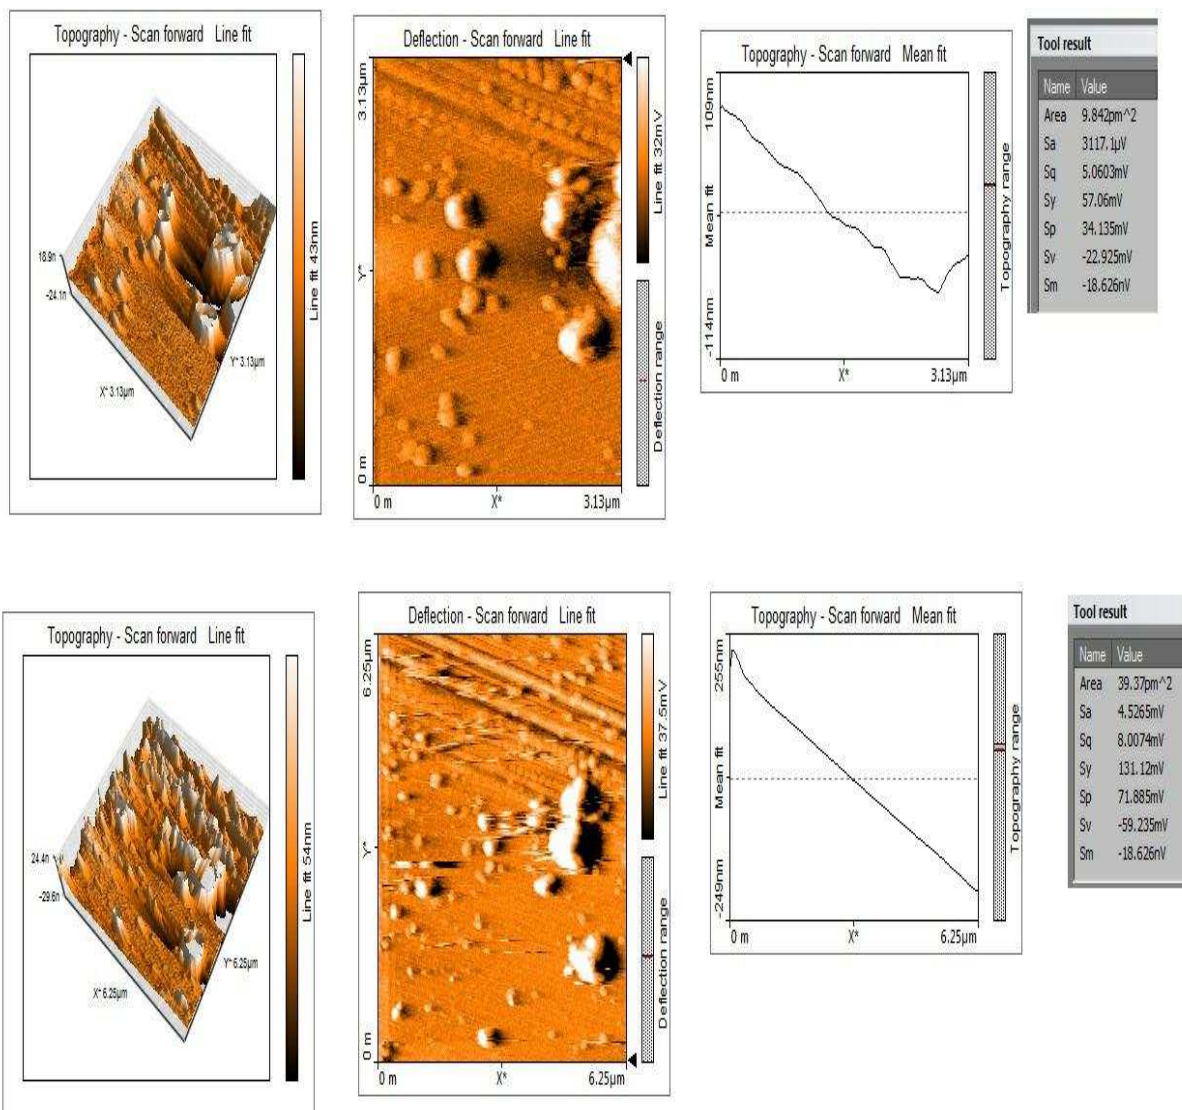 Topography - Scan forward Line fit
18.9n
-24.1n
X* 3.13µm
Y* 3.13µm
Line fit 43nm
Deflection - Scan forward Line fit
3.13µm
Y*
0 m
0 m X* 3.13µm
Line fit 32mV
Deflection range
Topography - Scan forward Mean fit
109nm
Mean fit
-114nm
0 m X* 3.13µm
Topography range
Tool result
Name Value
Area 9.842pm^2
Sa 3117.1µV
Sq 5.0603mV
Sy 57.06mV
Sp 34.135mV
Sv -22.925mV
Sm -18.626nV
Topography - Scan forward Line fit
24.4n
-29.6n
X* 6.25µm
Y* 6.25µm
Line fit 54nm
Deflection - Scan forward Line fit
6.25µm
Y*
0 m
0 m X* 6.25µm
Line fit 37.5mV
Deflection range
Topography - Scan forward Mean fit
255nm
Mean fit
-249nm
0 m X* 6.25µm
Topography range
Tool result
Name Value
Area 39.37pm^2
Sa 4.5265mV
Sq 8.0074mV
Sy 131.12mV
Sp 71.885mV
Sv -59.235mV
Sm -18.626nV